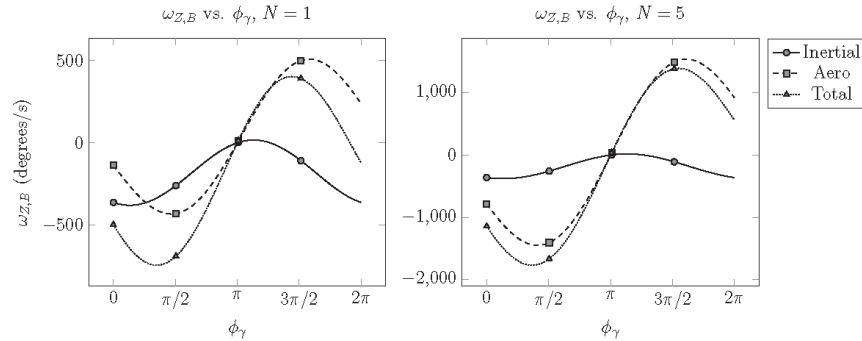 ω_{Z,B} vs. φ_γ, N = 1
ω_{Z,B} (degrees/s)
500
0
−500
0 π/2 π 3π/2 2π
φ_γ
ω_{Z,B} vs. φ_γ, N = 5
1,000
0
−1,000
−2,000
0 π/2 π 3π/2 2π
φ_γ
Inertial
Aero
Total